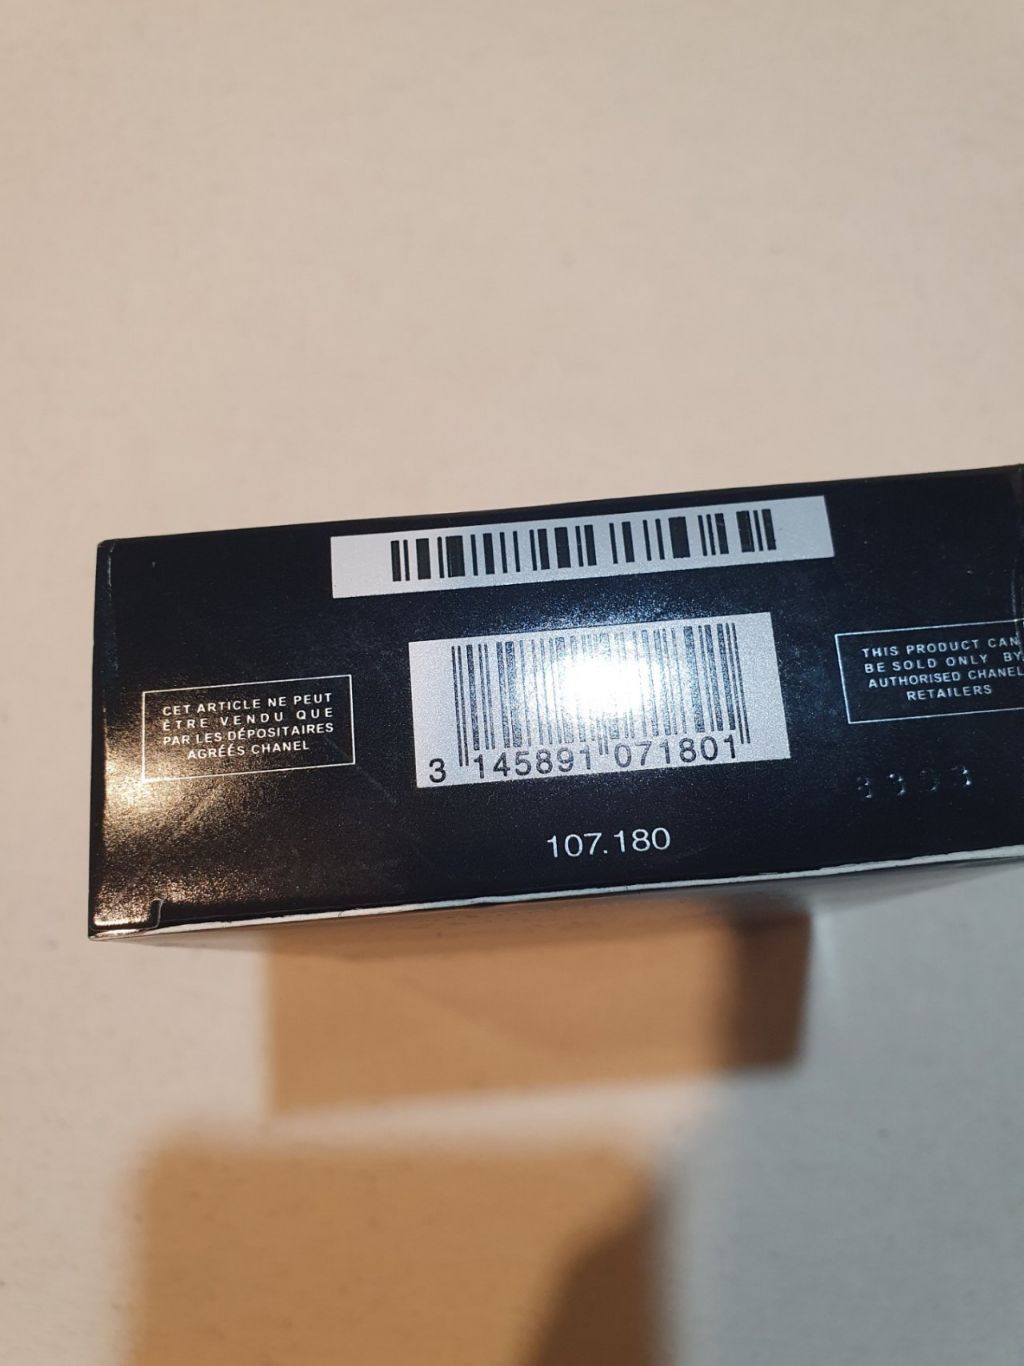 CET ARTICLE NE PEUT
ÊTRE VENDU QUE
PAR LES DÉPOSITAIRES
AGRÉÉS CHANEL
3 145891 071801
107.180
THIS PRODUCT CAN
BE SOLD ONLY BY
AUTHORISED CHANEL
RETAILERS